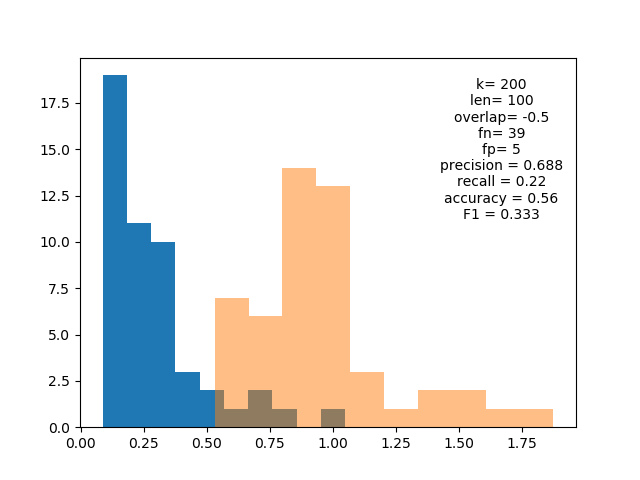 17.5
15.0
12.5
10.0
7.5
5.0
2.5
0.0
0.00 0.25 0.50 0.75 1.00 1.25 1.50 1.75
k= 200
len= 100
overlap= -0.5
fn= 39
fp= 5
precision = 0.688
recall = 0.22
accuracy = 0.56
F1 = 0.333